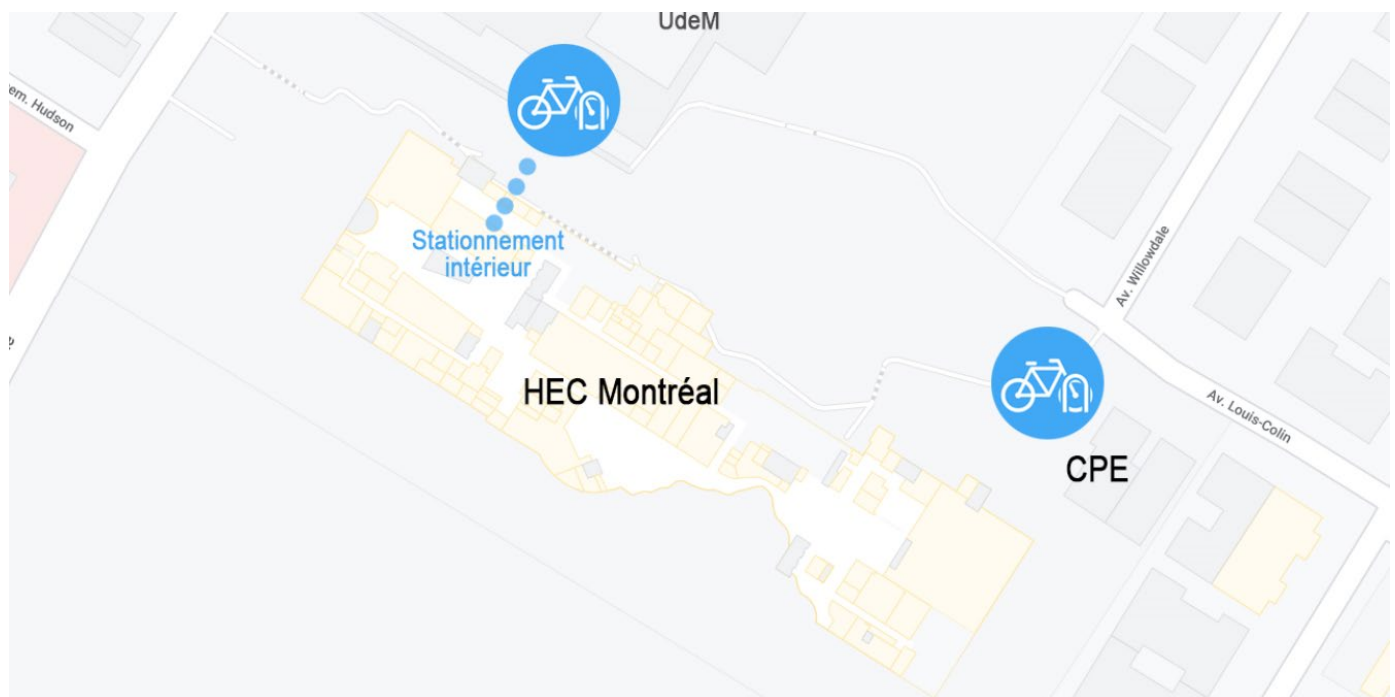 UdeM
em. Hudson
Stationnement
intérieur
Av. Willowdale
HEC Montréal
Av. Louis-Colin
CPE